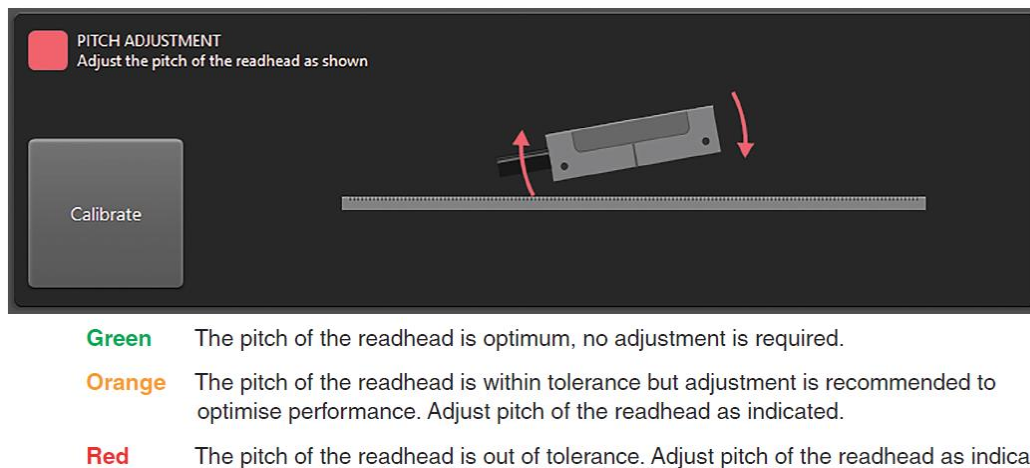 PITCH ADJUSTMENT
Adjust the pitch of the readhead as shown
Calibrate
Green The pitch of the readhead is optimum, no adjustment is required.
Orange The pitch of the readhead is within tolerance but adjustment is recommended to
optimise performance. Adjust pitch of the readhead as indicated.
Red The pitch of the readhead is out of tolerance. Adjust pitch of the readhead as indica